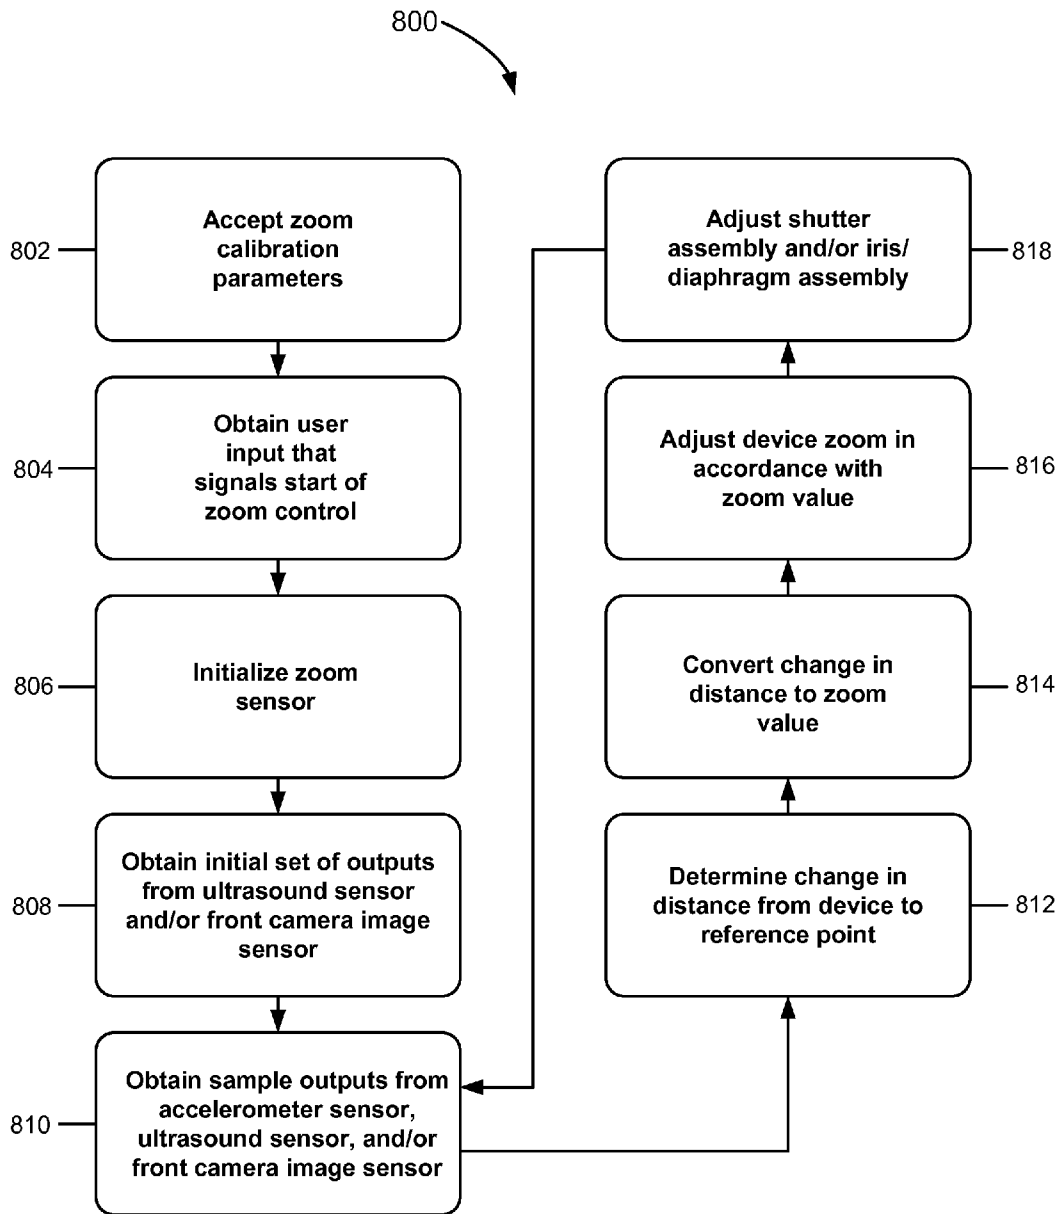 800
802
Accept zoom
calibration
parameters
804
Obtain user
input that
signals start of
zoom control
806
Initialize zoom
sensor
808
Obtain initial set of outputs
from ultrasound sensor
and/or front camera image
sensor
810
Obtain sample outputs from
accelerometer sensor,
ultrasound sensor, and/or
front camera image sensor
Determine change in
distance from device to
reference point
812
Convert change in
distance to zoom
value
814
Adjust device zoom in
accordance with
zoom value
816
Adjust shutter
assembly and/or iris/
diaphragm assembly
818